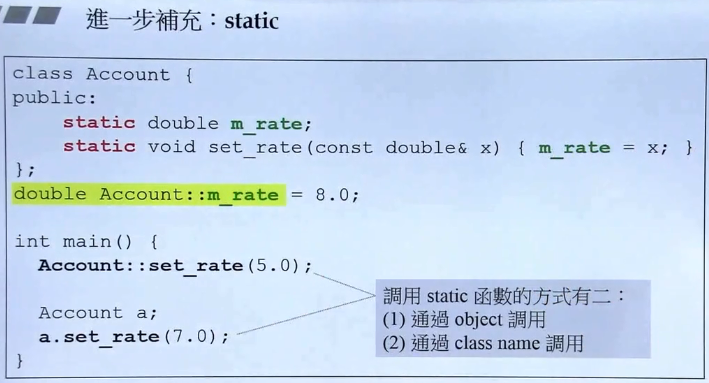 進一步補充：static
class Account {
public:
    static double m_rate;
    static void set_rate(const double& x) { m_rate = x; }
};
double Account::m_rate = 8.0;
int main() {
  Account::set_rate(5.0);
  Account a;
  a.set_rate(7.0);
}
調用 static 函數的方式有二：
(1) 通過 object 調用
(2) 通過 class name 調用